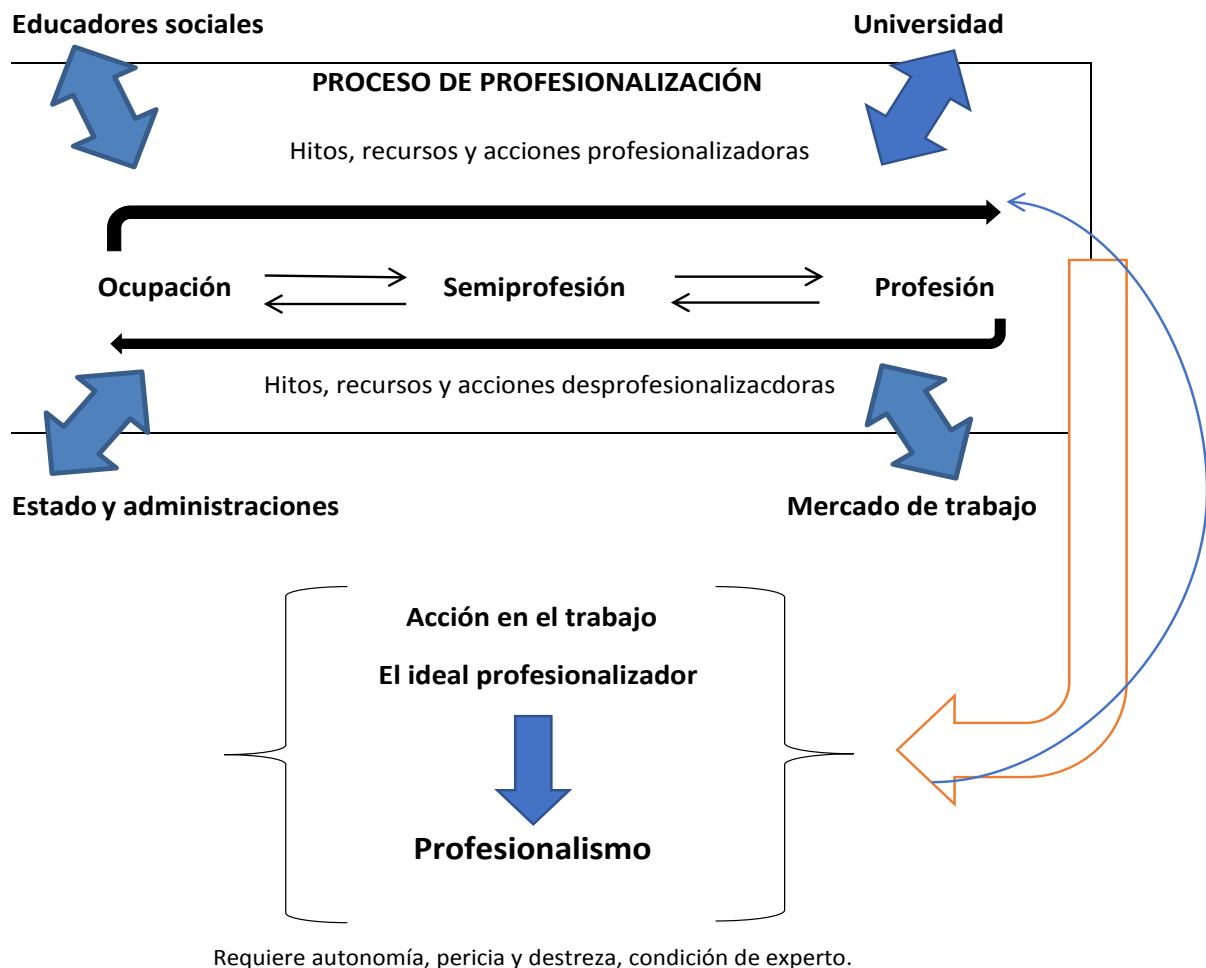 Educadores sociales
Universidad
PROCESO DE PROFESIONALIZACIÓN
Hitos, recursos y acciones profesionalizadoras
Ocupación
Semiprofesión
Profesión
Hitos, recursos y acciones desprofesionalizacdoras
Estado y administraciones
Mercado de trabajo
Acción en el trabajo
El ideal profesionalizador
Profesionalismo
Requiere autonomía, pericia y destreza, condición de experto.